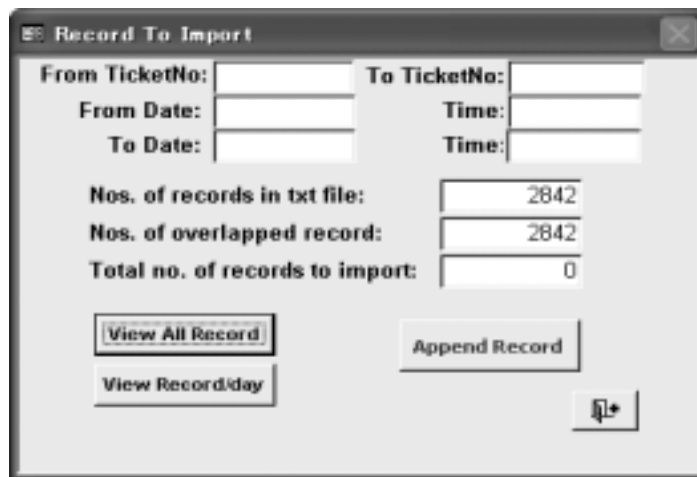 Record To Import
From TicketNo: To TicketNo:
From Date: Time:
To Date: Time:
Nos. of records in txt file: 2842
Nos. of overlapped record: 2842
Total no. of records to import: 0
View All Record
Append Record
View Record/day